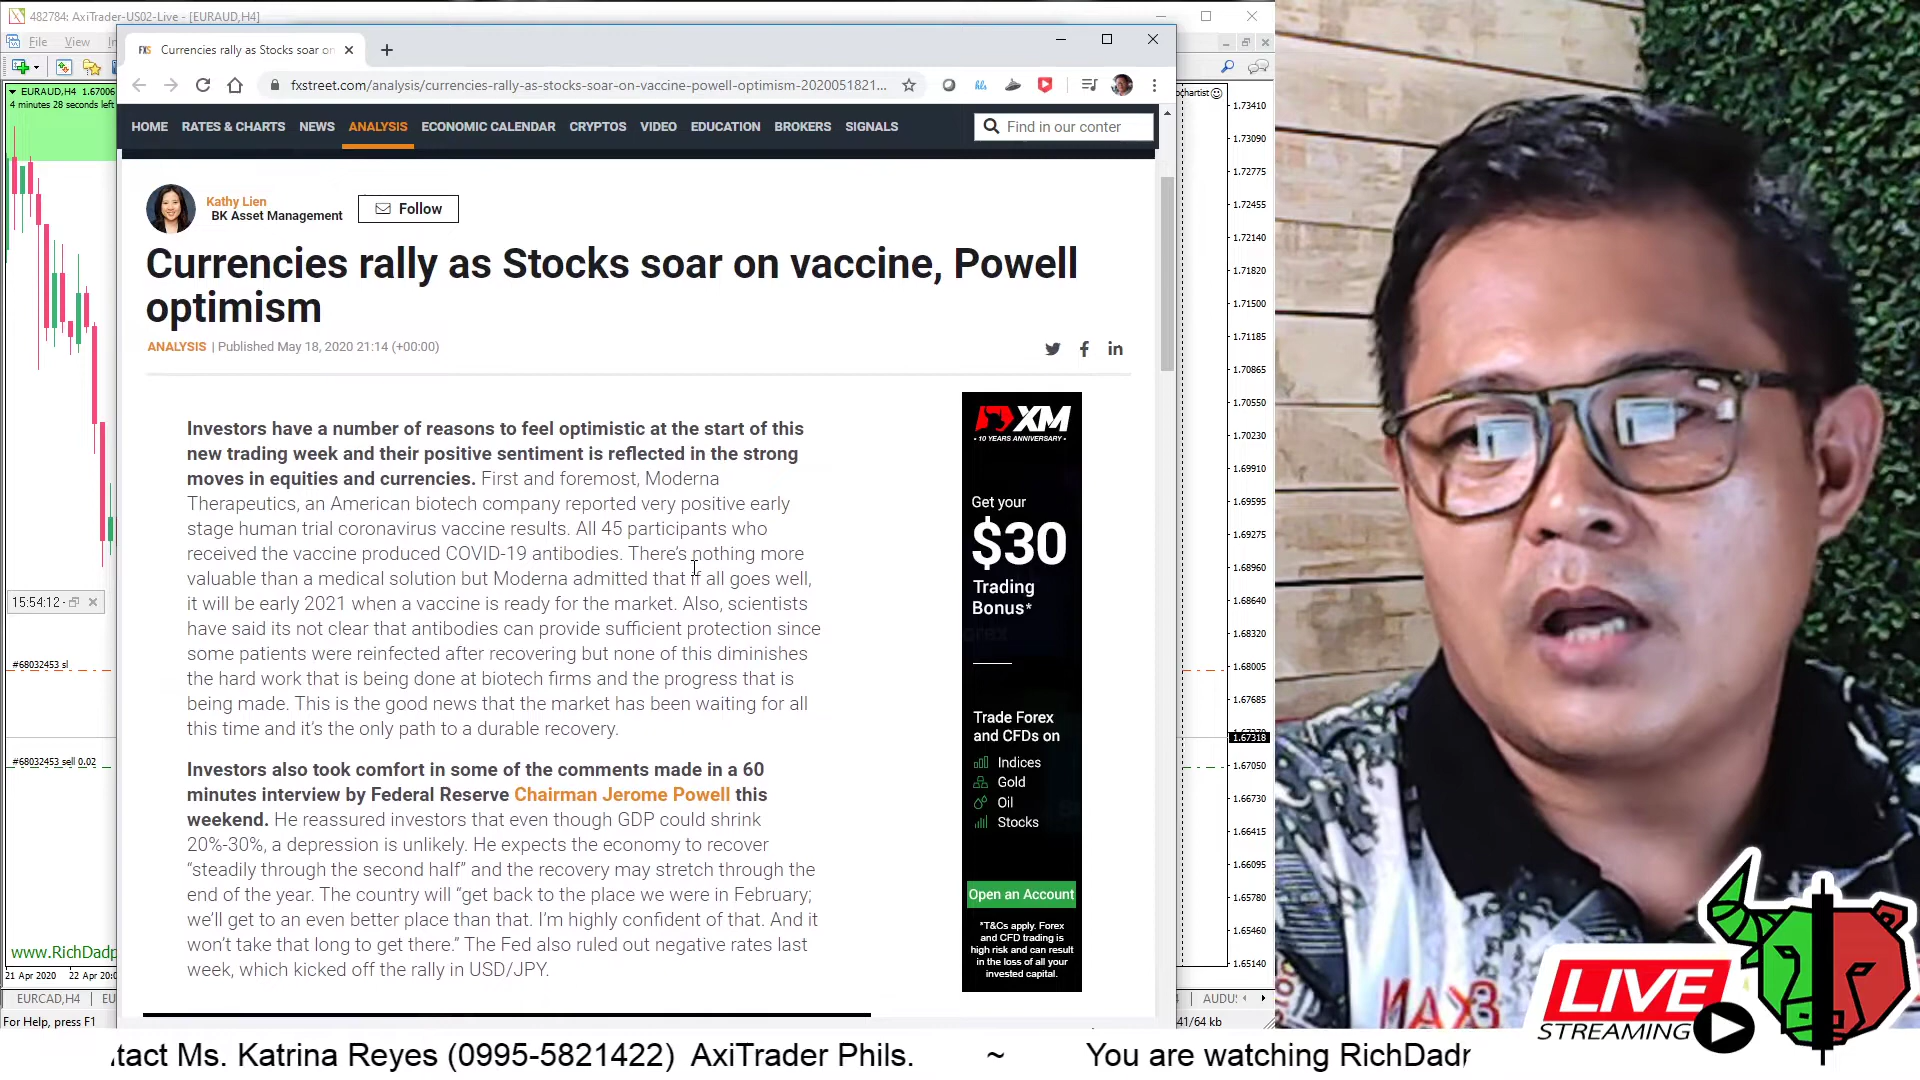 482784: AxiTrader-US02-Live - [EURAUD,H4]
File View
Currencies rally as Stocks soar on
fxstreet.com/analysis/currencies-rally-as-stocks-soar-on-vaccine-powell-optimism-2020051821...
EURAUD,H4 1.67006
4 minutes 28 seconds left
HOME RATES & CHARTS NEWS ANALYSIS ECONOMIC CALENDAR CRYPTOS VIDEO EDUCATION BROKERS SIGNALS
Find in our conter
Kathy Lien
BK Asset Management
Follow
Currencies rally as Stocks soar on vaccine, Powell
optimism
ANALYSIS | Published May 18, 2020 21:14 (+00:00)
Investors have a number of reasons to feel optimistic at the start of this
new trading week and their positive sentiment is reflected in the strong
moves in equities and currencies. First and foremost, Moderna
Therapeutics, an American biotech company reported very positive early
stage human trial coronavirus vaccine results. All 45 participants who
received the vaccine produced COVID-19 antibodies. There's nothing more
valuable than a medical solution but Moderna admitted that if all goes well,
it will be early 2021 when a vaccine is ready for the market. Also, scientists
have said its not clear that antibodies can provide sufficient protection since
some patients were reinfected after recovering but none of this diminishes
the hard work that is being done at biotech firms and the progress that is
being made. This is the good news that the market has been waiting for all
this time and it's the only path to a durable recovery.
Investors also took comfort in some of the comments made in a 60
minutes interview by Federal Reserve Chairman Jerome Powell this
weekend. He reassured investors that even though GDP could shrink
20%-30%, a depression is unlikely. He expects the economy to recover
“steadily through the second half” and the recovery may stretch through the
end of the year. The country will “get back to the place we were in February;
we'll get to an even better place than that. I'm highly confident of that. And it
won't take that long to get there.” The Fed also ruled out negative rates last
week, which kicked off the rally in USD/JPY.
XM
10 YEARS ANNIVERSARY
Get your
$30
Trading
Bonus*
Trade Forex
and CFDs on
Indices
Gold
Oil
Stocks
Open an Account
*T&Cs apply. Forex
and CFD trading is
high risk and can result
in the loss of all your
invested capital.
15:54:12
#68032453 sl
#68032453 sell 0.02
www.RichDadp
21 Apr 2020 22 Apr 20:0
EURCAD,H4 EU
For Help, press F1
1.73410
1.73090
1.72775
1.72455
1.72140
1.71820
1.71500
1.71185
1.70865
1.70550
1.70230
1.69910
1.69595
1.69275
1.68960
1.68640
1.68320
1.68005
1.67685
1.67318
1.67050
1.66730
1.66415
1.66095
1.65780
1.65460
1.65140
AUDU
41/64 kb
MAX3
LIVE
STREAMING
tact Ms. Katrina Reyes (0995-5821422) AxiTrader Phils. ~ You are watching RichDadp